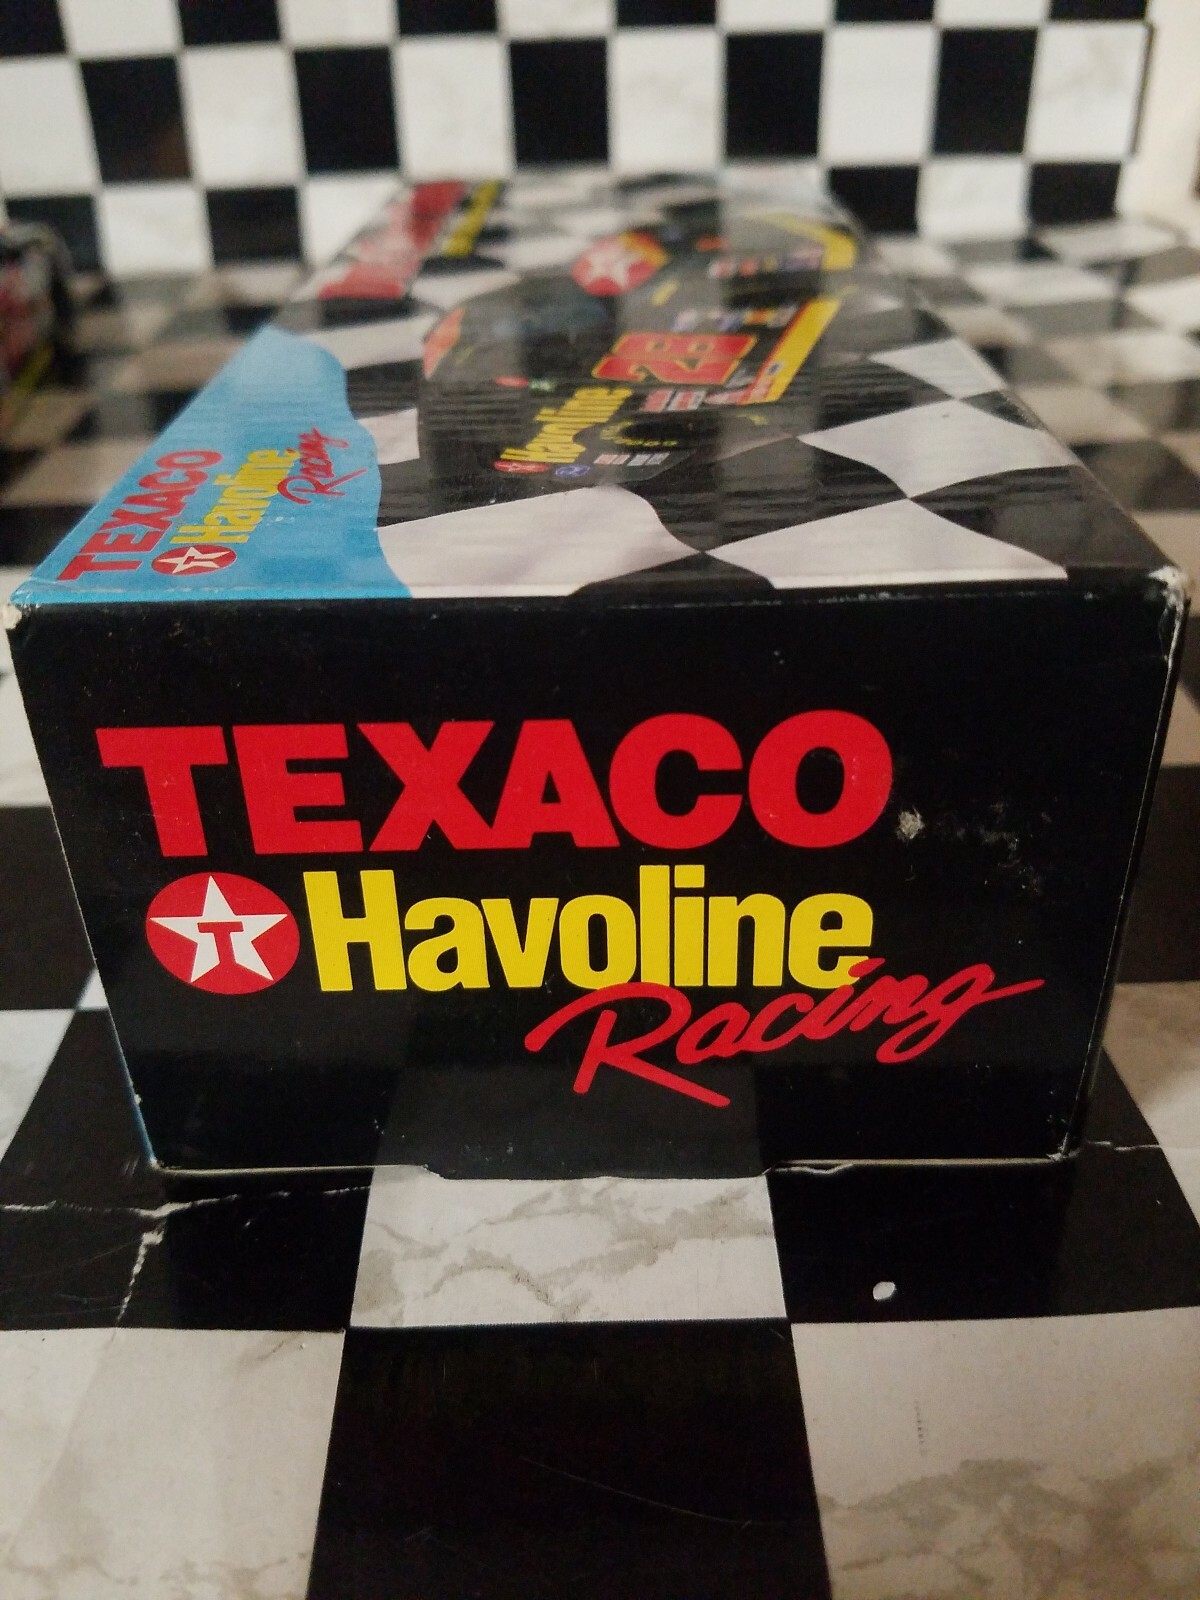 28
Havoline
TEXACO
Havoline
Racing
TEXACO
T Havoline
Racing